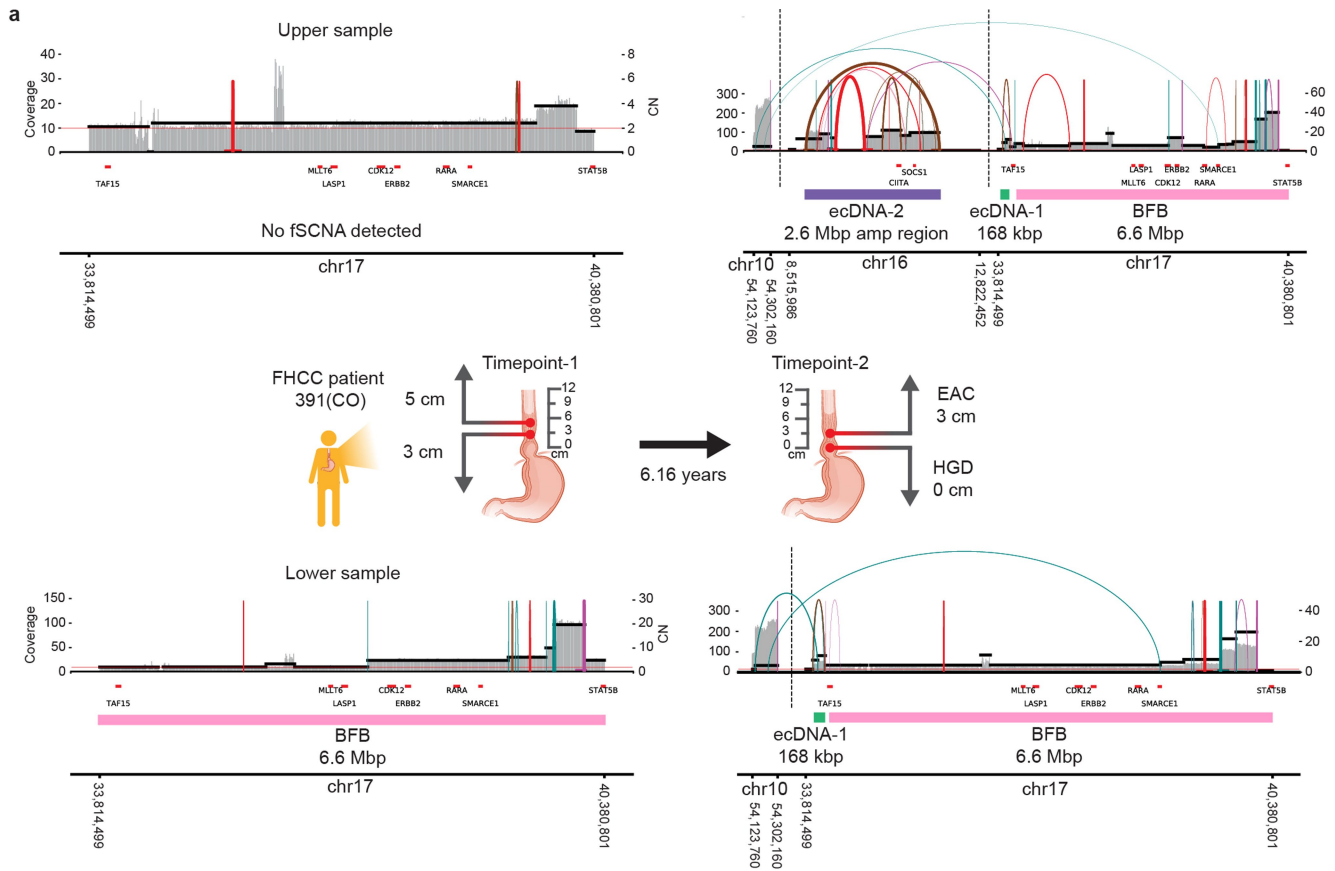 a
Upper sample
Coverage
40
30
20
10
0
8
6
4
2
0
CN
TAF15
MLLT6
LASP1
CDK12
ERBB2
RARA
SMARCE1
STAT5B
No fSCNA detected
chr17
33,814,499
40,380,801
300
200
100
0
60
40
20
0
CIITA
SOCS1
TAF15
LASP1
MLLT6
ERBB2
CDK12
SMARCE1
RARA
STAT5B
ecDNA-2
2.6 Mbp amp region
ecDNA-1
168 kbp
BFB
6.6 Mbp
chr10
chr16
chr17
54,123,760
54,302,160
8,515,986
12,822,452
33,814,499
40,380,801
FHCC patient
391(CO)
Timepoint-1
5 cm
3 cm
12
9
6
3
0
cm
6.16 years
Timepoint-2
12
9
6
3
0
cm
EAC
3 cm
HGD
0 cm
Lower sample
Coverage
150
100
50
0
30
20
10
0
CN
TAF15
MLLT6
LASP1
CDK12
ERBB2
RARA
SMARCE1
STAT5B
BFB
6.6 Mbp
chr17
33,814,499
40,380,801
300
200
100
0
40
20
0
TAF15
MLLT6
LASP1
CDK12
ERBB2
RARA
SMARCE1
STAT5B
ecDNA-1
168 kbp
BFB
6.6 Mbp
chr10
chr17
54,123,760
54,302,160
33,814,499
40,380,801